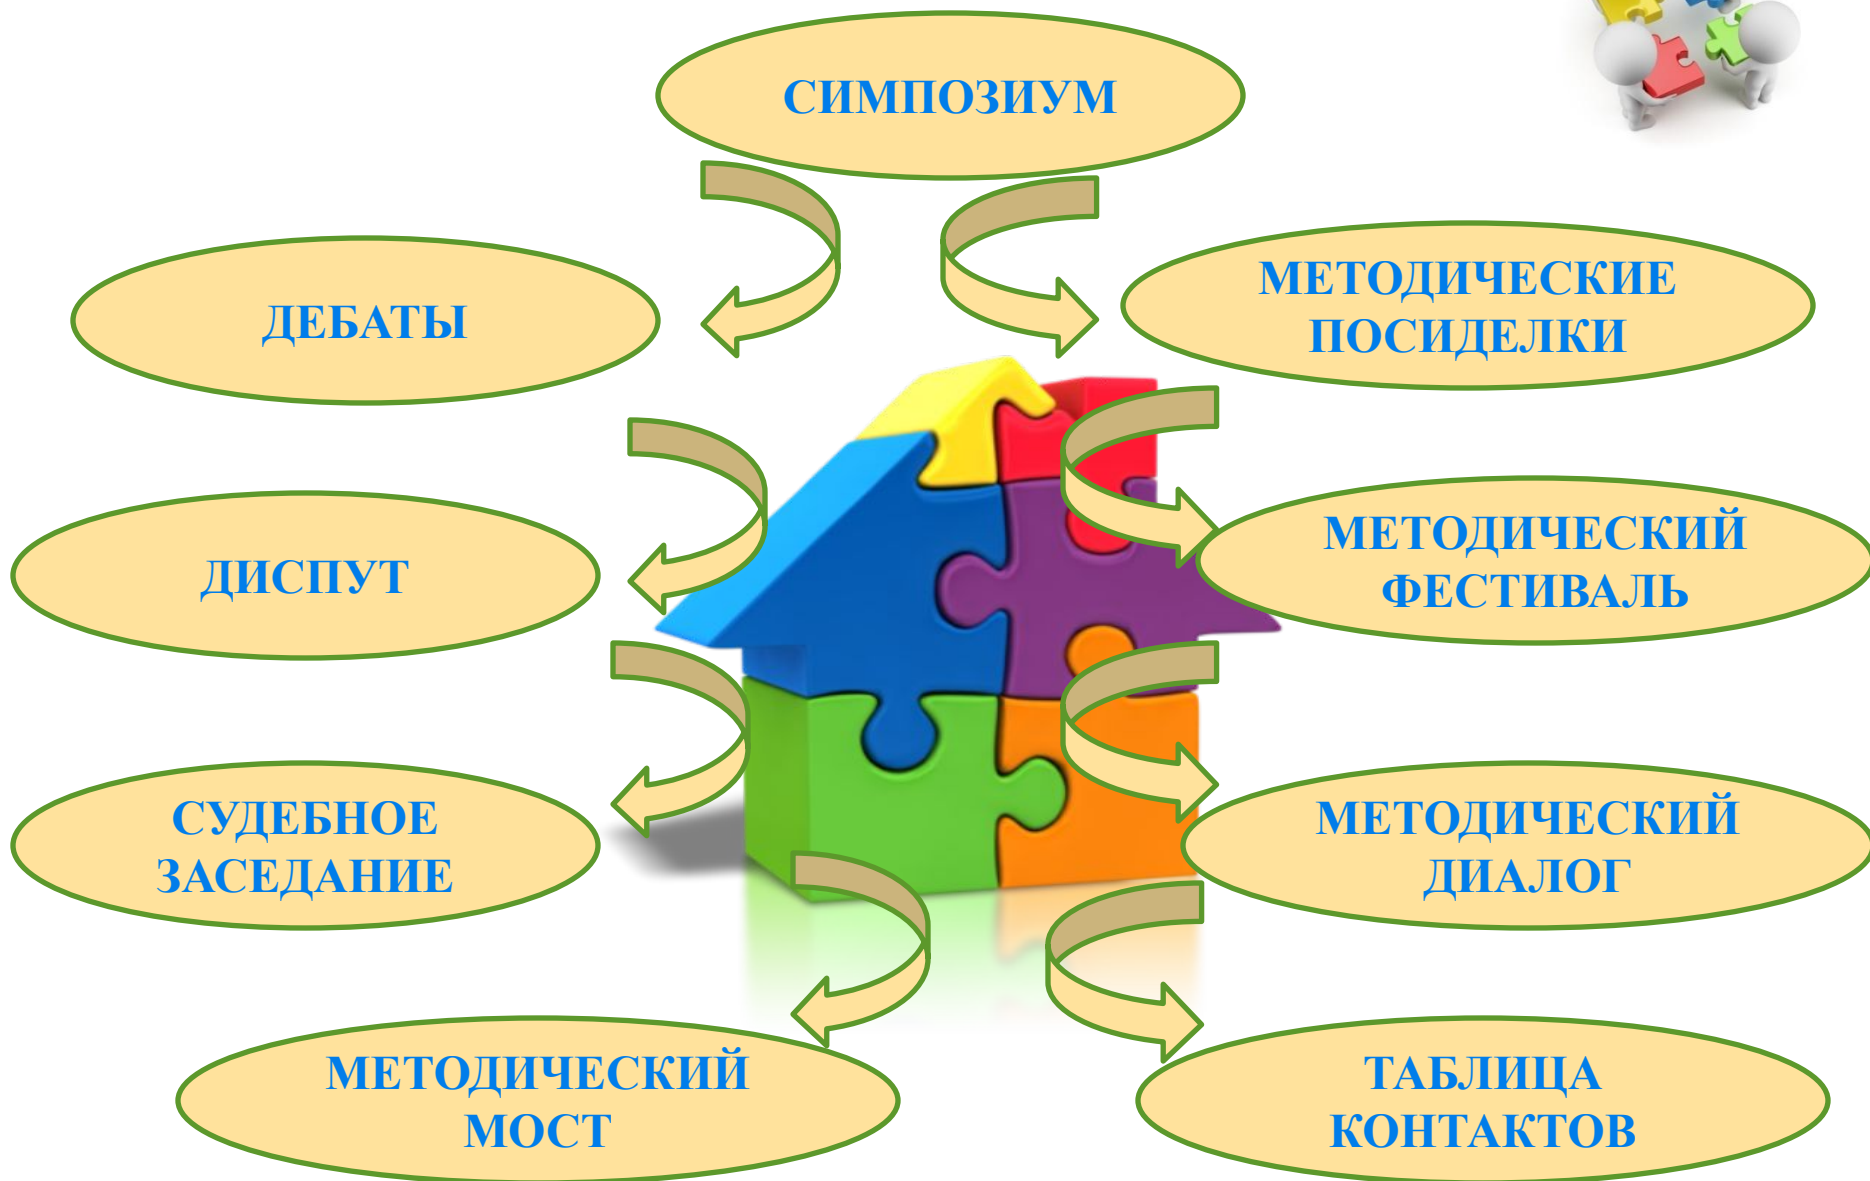 СИМПОЗИУМ
ДЕБАТЫ
МЕТОДИЧЕСКИЕ
ПОСИДЕЛКИ
ДИСПУТ
МЕТОДИЧЕСКИЙ
ФЕСТИВАЛЬ
СУДЕБНОЕ
ЗАСЕДАНИЕ
МЕТОДИЧЕСКИЙ
ДИАЛОГ
МЕТОДИЧЕСКИЙ
МОСТ
ТАБЛИЦА
КОНТАКТОВ